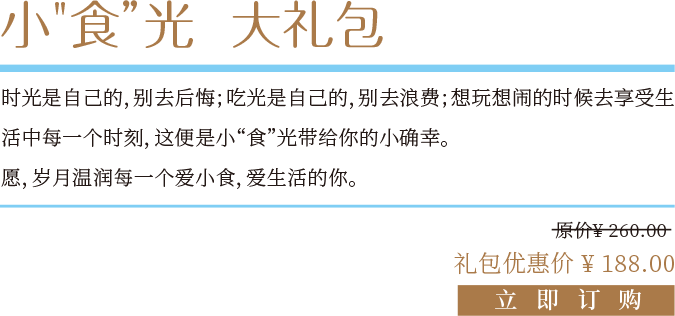 小"食”光 大礼包
时光是自己的, 别去后悔; 吃光是自己的, 别去浪费; 想玩想闹的时候去享受生
活中每一个时刻, 这便是小“食”光带给你的小确幸。
愿, 岁月温润每一个爱小食, 爱生活的你。
原价¥ 260.00
礼包优惠价 ¥ 188.00
立即订购